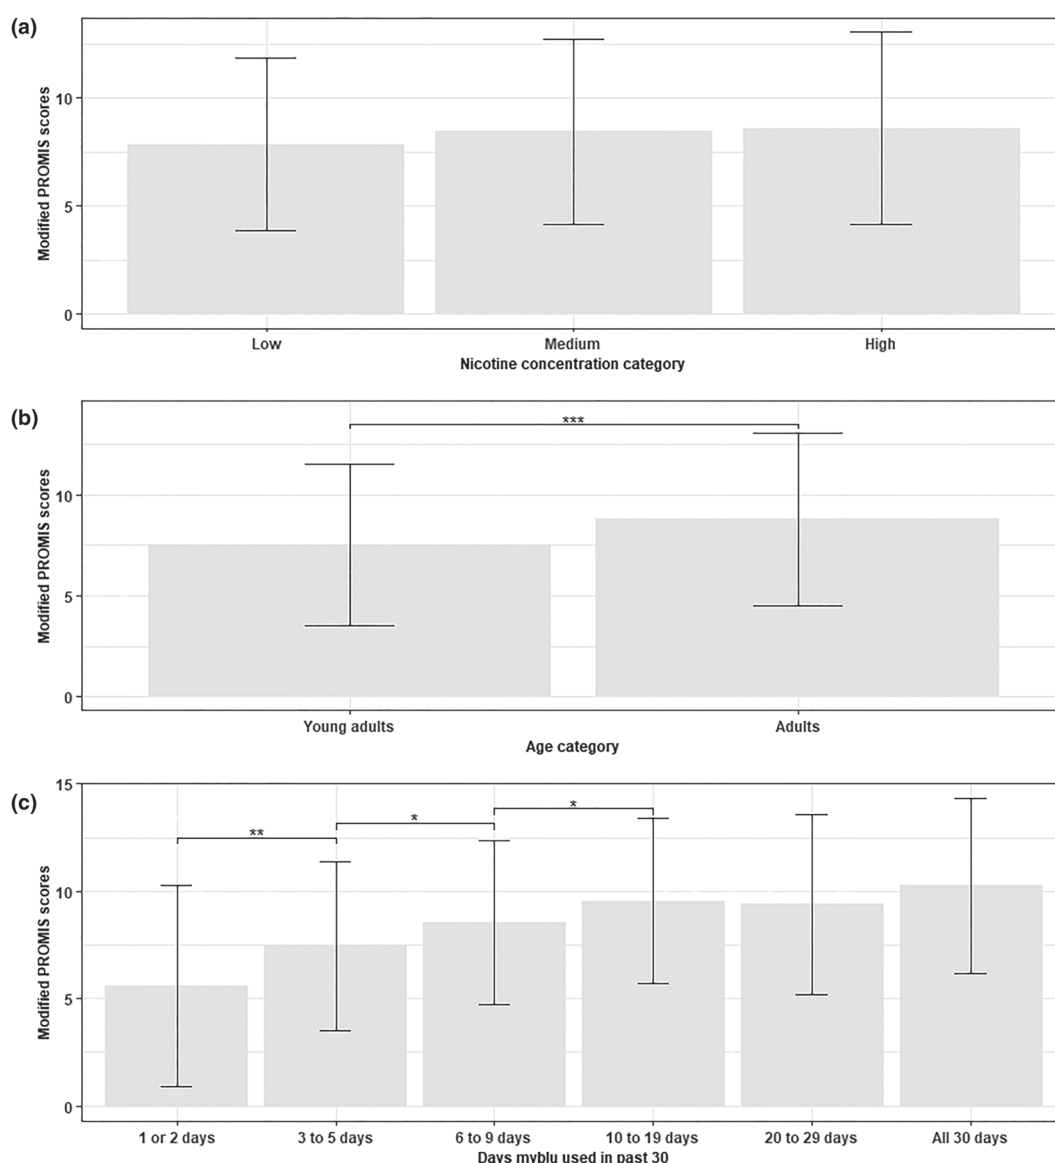 (a)
Modified PROMIS scores
10
5
0
Low Medium High
Nicotine concentration category
(b)
***
Modified PROMIS scores
10
5
0
Young adults Adults
Age category
(c)
15
** * *
Modified PROMIS scores
10
5
0
1 or 2 days 3 to 5 days 6 to 9 days 10 to 19 days 20 to 29 days All 30 days
Days myblu used in past 30